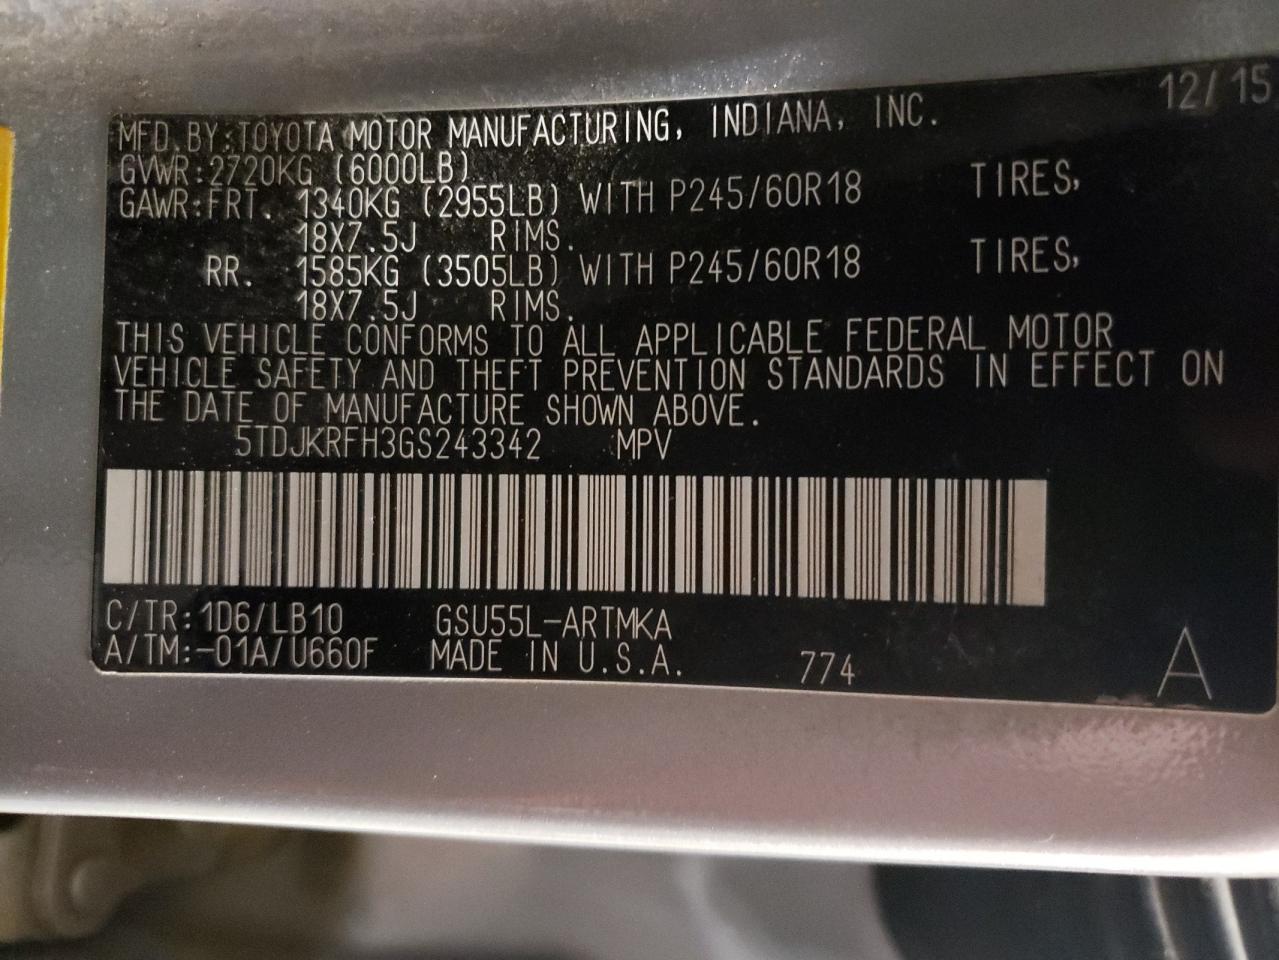 12/15
MFD.BY:TOYOTA MOTOR MANUFACTURING, INDIANA, INC.
GVWR:2720KG (6000LB)
GAWR:FRT. 1340KG (2955LB) WITH P245/60R18 TIRES,
18X7.5J RIMS.
RR. 1585KG (3505LB) WITH P245/60R18 TIRES,
18X7.5J RIMS.
THIS VEHICLE CONFORMS TO ALL APPLICABLE FEDERAL MOTOR
VEHICLE SAFETY AND THEFT PREVENTION STANDARDS IN EFFECT ON
THE DATE OF MANUFACTURE SHOWN ABOVE.
5TDJKRFH3GS243342 MPV
C/TR:1D6/LB10 GSU55L-ARTMKA
A/TM:-01A/U660F MADE IN U.S.A. 774 A